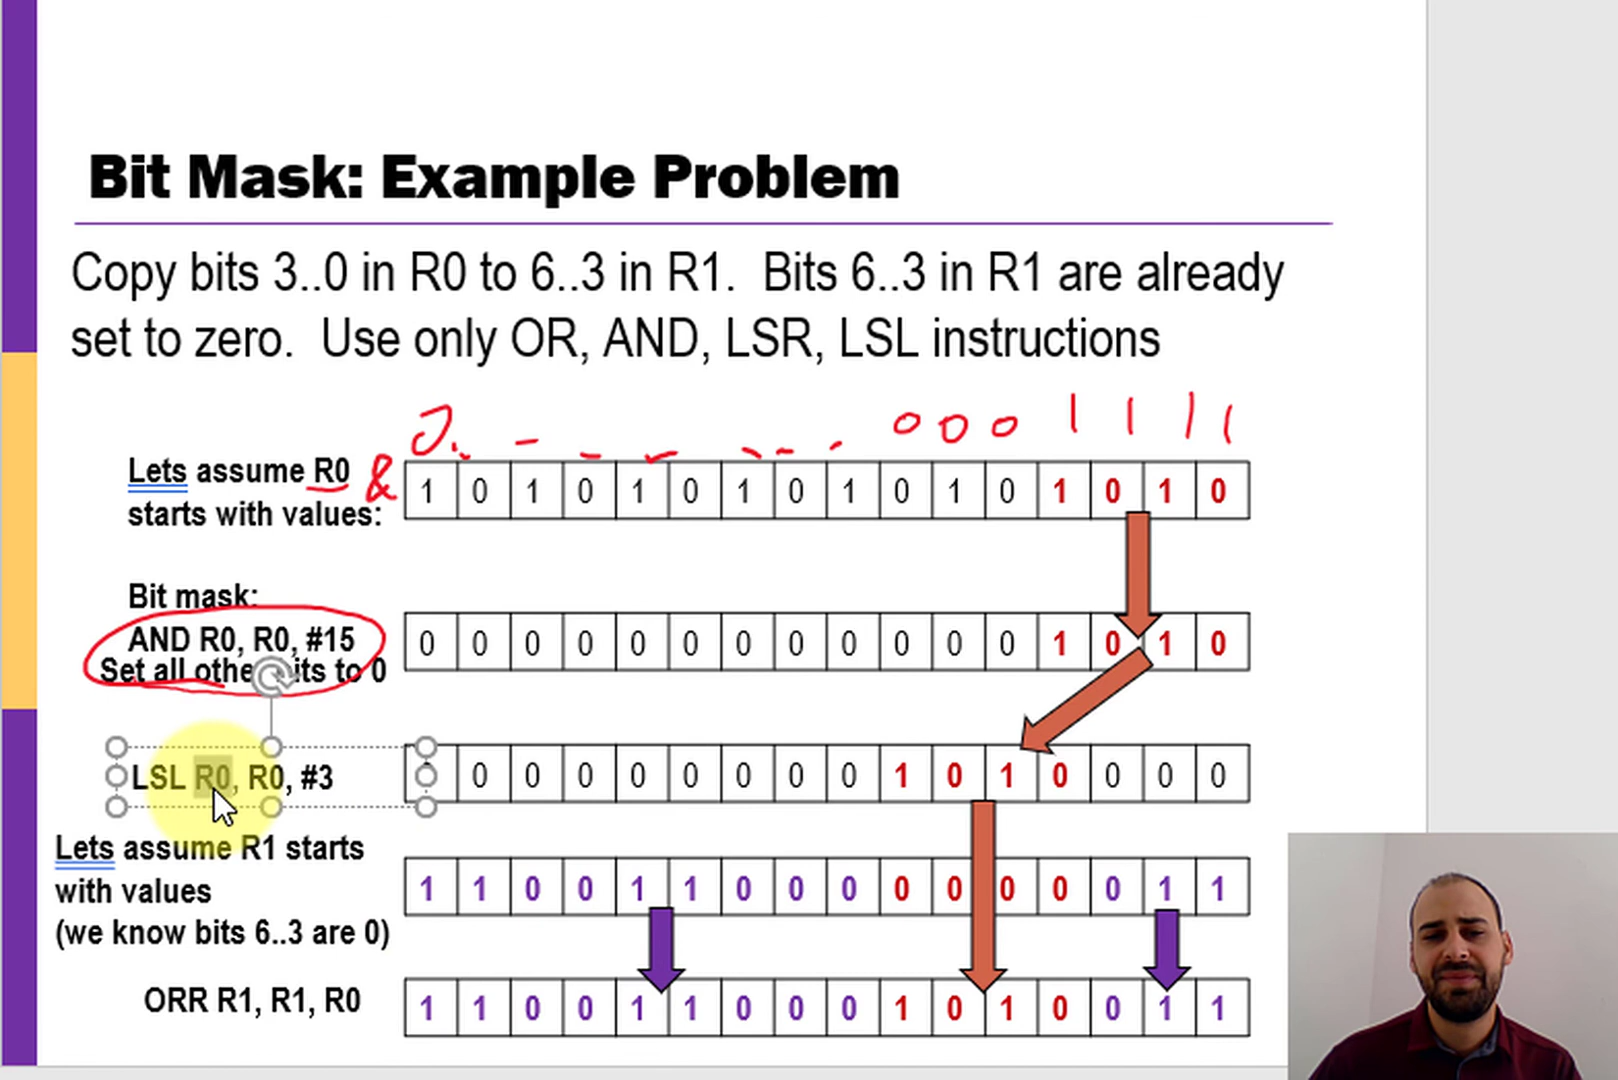 Bit Mask: Example Problem
Copy bits 3..0 in R0 to 6..3 in R1. Bits 6..3 in R1 are already
set to zero. Use only OR, AND, LSR, LSL instructions
0 0 0 0 1 1 1 1
Lets assume R0 & 1 0 1 0 1 0 1 0 1 0 1 0 1 0 1 0
starts with values:
Bit mask:
AND R0, R0, #15 0 0 0 0 0 0 0 0 0 0 0 0 1 0 1 0
Set all other bits to 0
LSL R0, R0, #3 0 0 0 0 0 0 0 0 1 0 1 0 0 0 0
Lets assume R1 starts
with values 1 1 0 0 1 1 0 0 0 0 0 0 0 0 1 1
(we know bits 6..3 are 0)
ORR R1, R1, R0 1 1 0 0 1 1 0 0 0 1 0 1 0 0 1 1